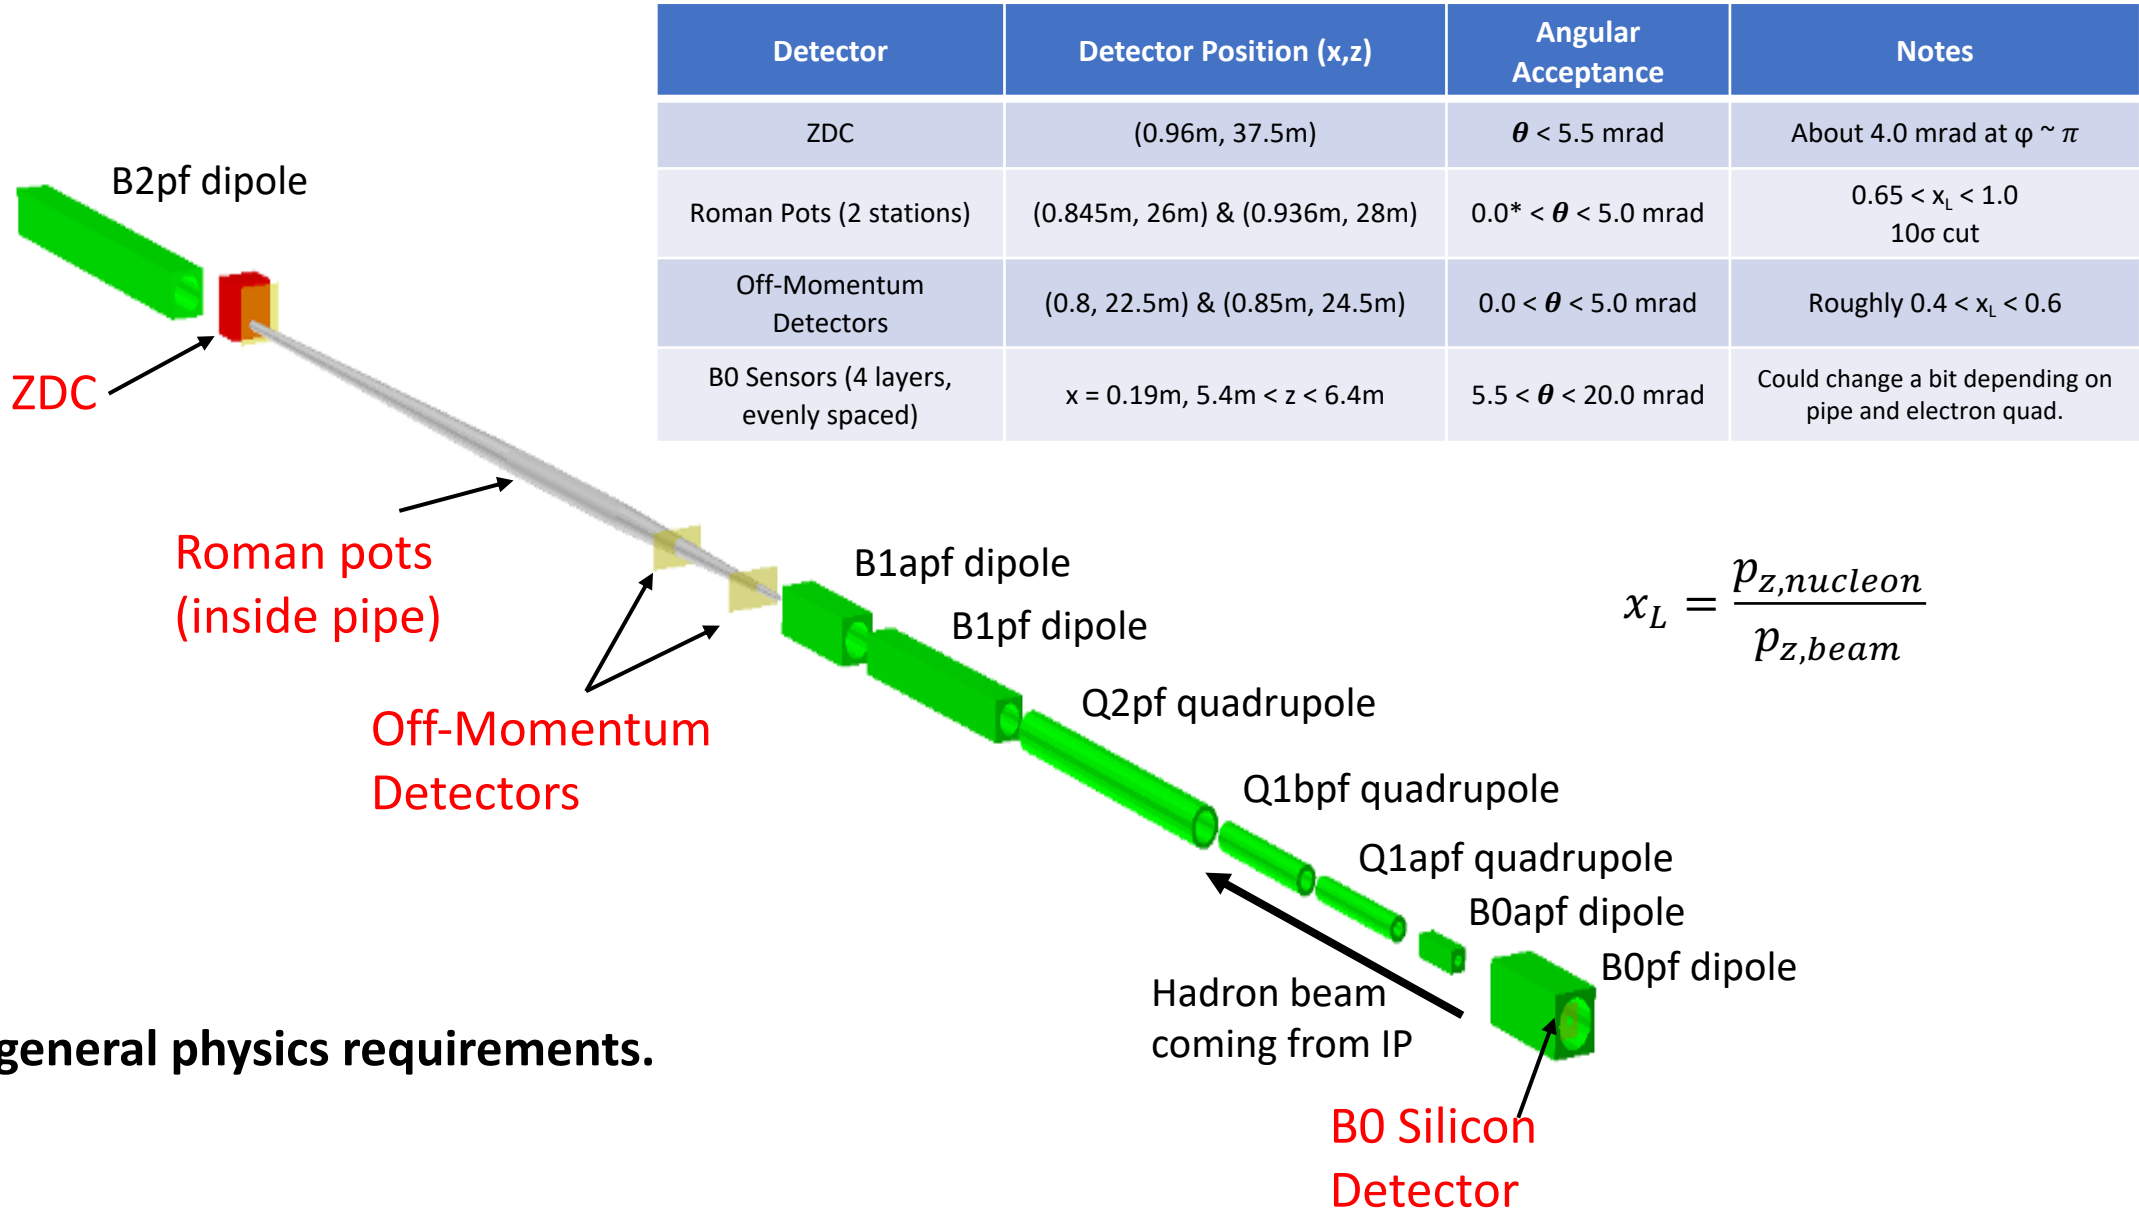 Detector
Detector Position (x,z)
Angular
Acceptance
Notes
ZDC
(0.96m, 37.5m)
θ < 5.5 mrad
About 4.0 mrad at φ ~ π
Roman Pots (2 stations)
(0.845m, 26m) & (0.936m, 28m)
0.0* < θ < 5.0 mrad
0.65 < x_L < 1.0
10σ cut
Off-Momentum
Detectors
(0.8, 22.5m) & (0.85m, 24.5m)
0.0 < θ < 5.0 mrad
Roughly 0.4 < x_L < 0.6
B0 Sensors (4 layers,
evenly spaced)
x = 0.19m, 5.4m < z < 6.4m
5.5 < θ < 20.0 mrad
Could change a bit depending on
pipe and electron quad.
B2pf dipole
ZDC
Roman pots
(inside pipe)
Off-Momentum
Detectors
B1apf dipole
B1pf dipole
Q2pf quadrupole
Q1bpf quadrupole
Q1apf quadrupole
B0apf dipole
B0pf dipole
x_L = p_{z,nucleon} / p_{z,beam}
Hadron beam
coming from IP
B0 Silicon
Detector
general physics requirements.